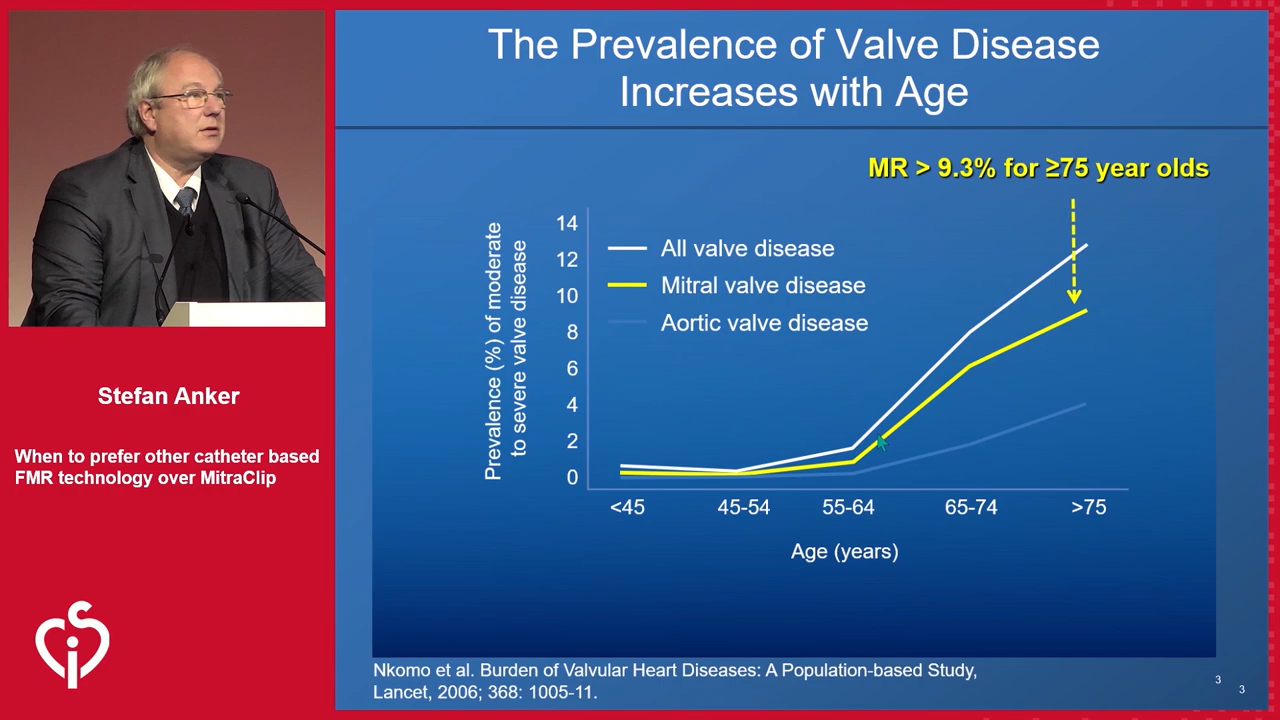 The Prevalence of Valve Disease
Increases with Age
MR > 9.3% for ≥75 year olds
Prevalence (%) of moderate
to severe valve disease
14
12
10
8
6
4
2
0
All valve disease
Mitral valve disease
Aortic valve disease
<45
45-54
55-64
65-74
>75
Age (years)
Nkomo et al. Burden of Valvular Heart Diseases: A Population-based Study,
Lancet, 2006; 368: 1005-11.
3
3
Stefan Anker
When to prefer other catheter based
FMR technology over MitraClip
CSi